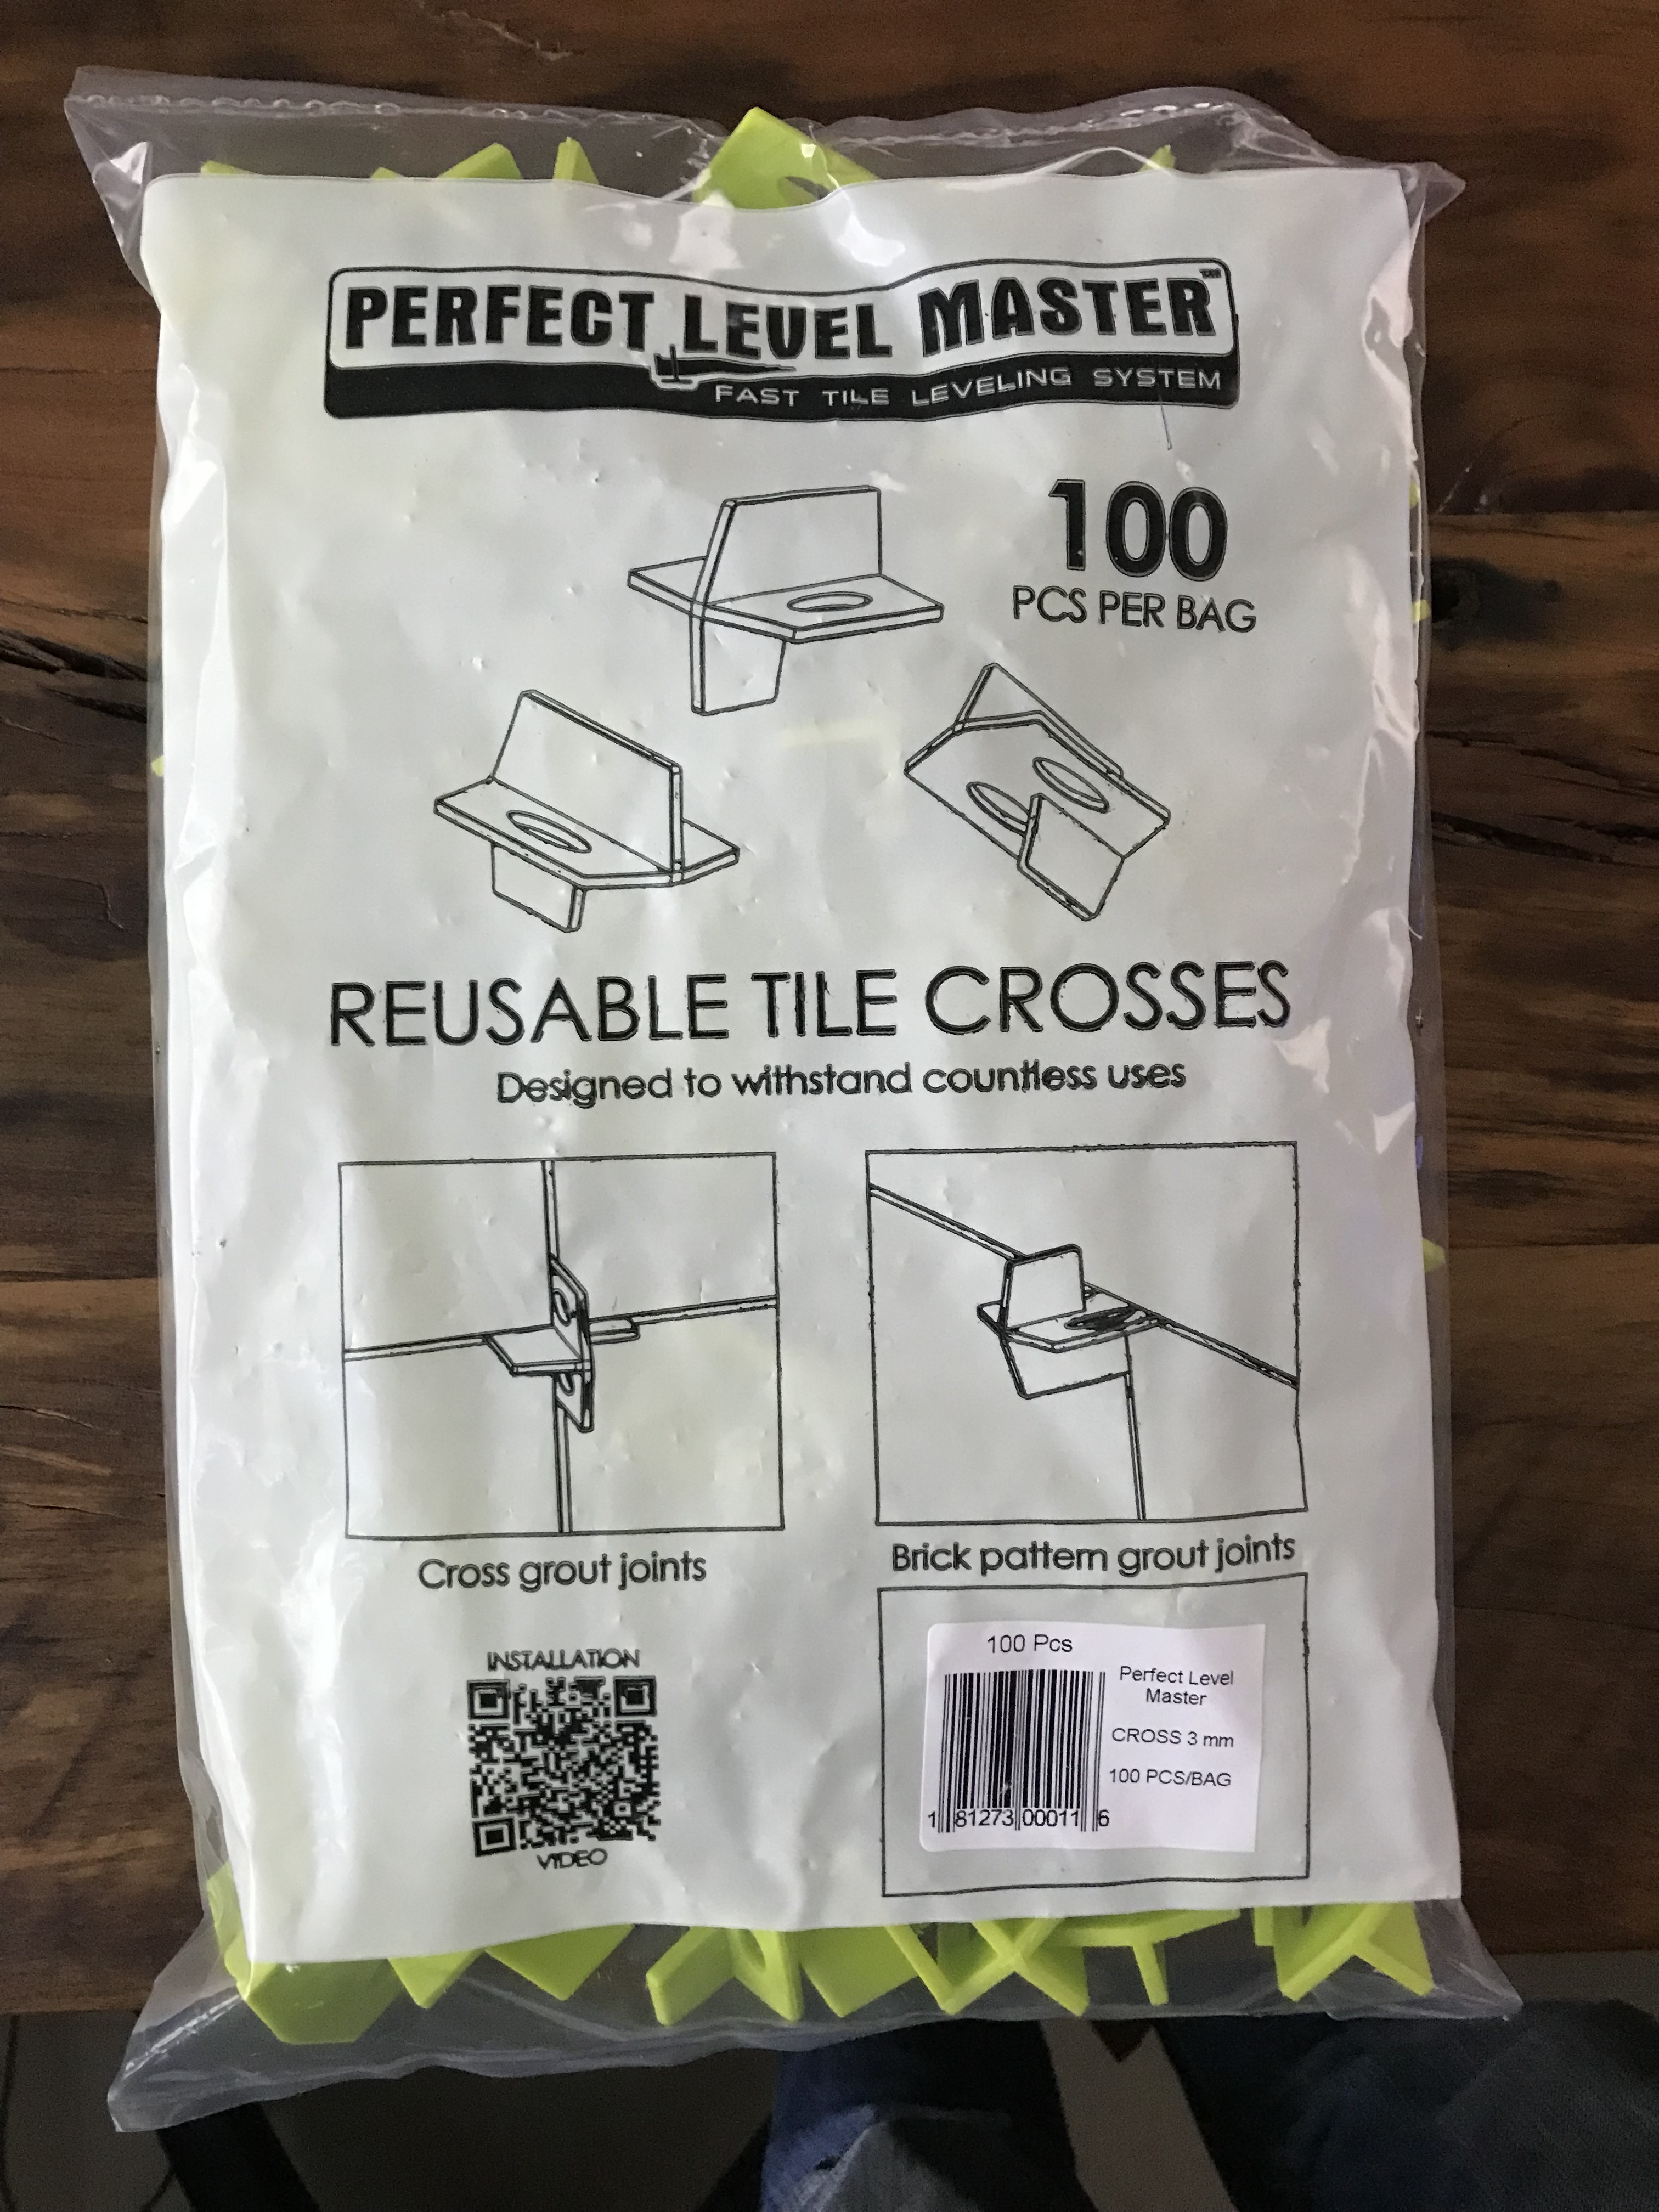 PERFECT LEVEL MASTER™
FAST TILE LEVELING SYSTEM
100
PCS PER BAG
REUSABLE TILE CROSSES
Designed to withstand countless uses
Cross grout joints
Brick pattern grout joints
INSTALLATION
VIDEO
100 Pcs
Perfect Level
Master
CROSS 3 mm
100 PCS/BAG
1 81273 00011 6